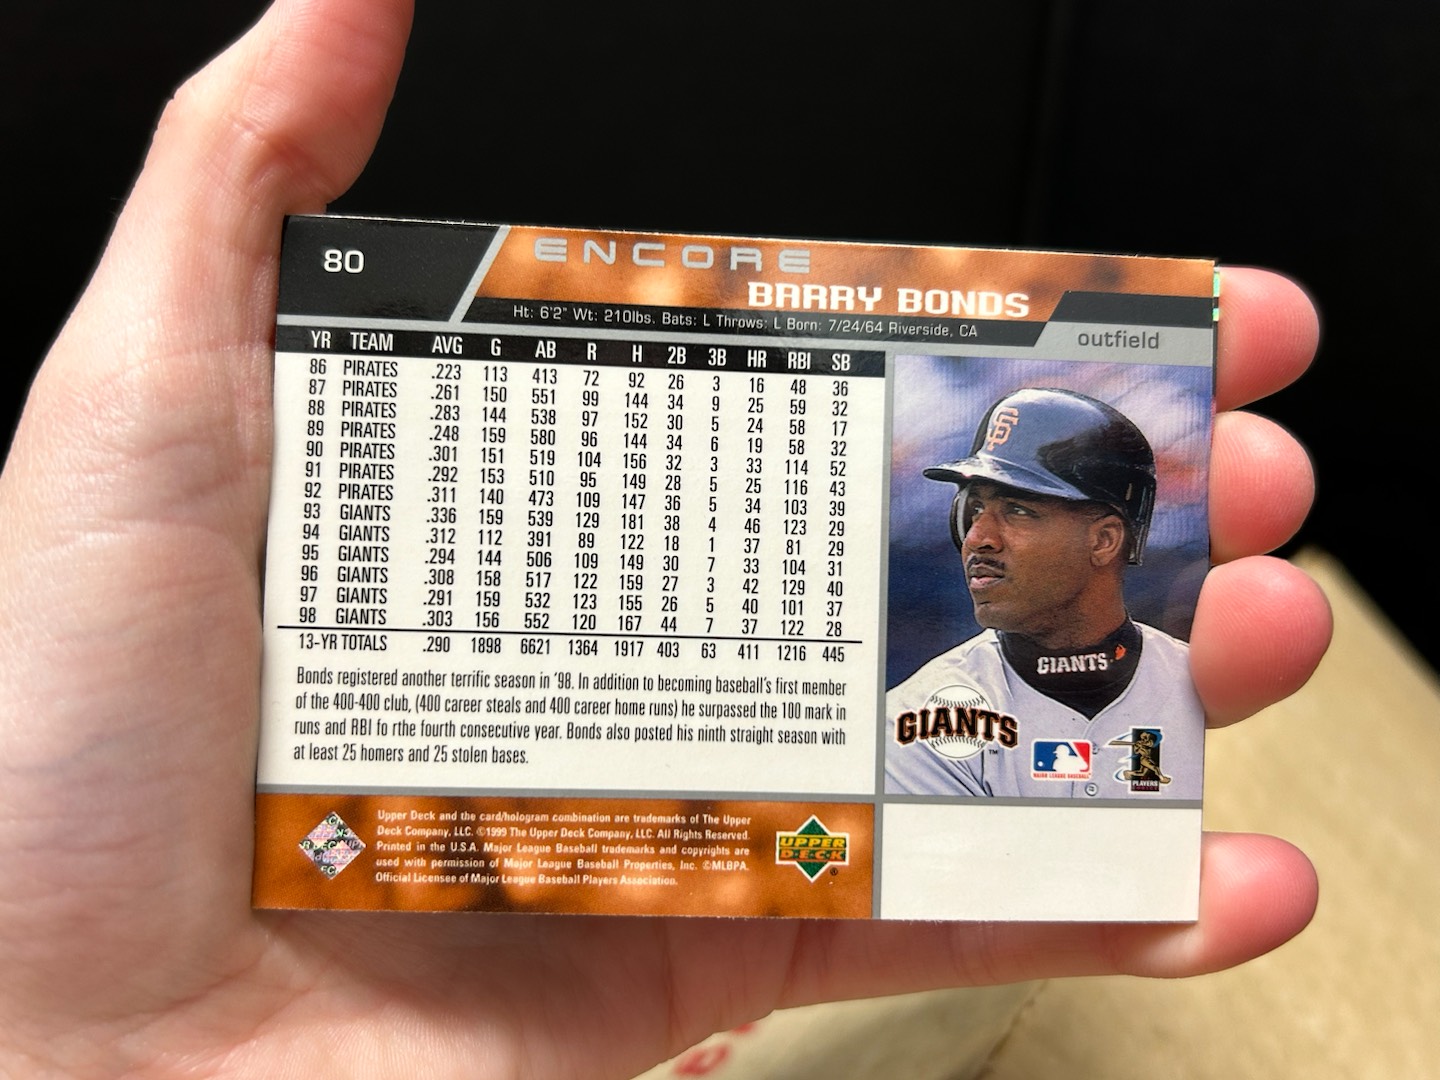 80
ENCORE
BARRY BONDS
Ht: 6'2" Wt: 210lbs. Bats: L Throws: L Born: 7/24/64 Riverside, CA
outfield
YR TEAM AVG G AB R H 2B 3B HR RBI SB
86 PIRATES .223 113 413 72 92 26 3 16 48 36
87 PIRATES .261 150 551 99 144 34 9 25 59 32
88 PIRATES .283 144 538 97 152 30 5 24 58 17
89 PIRATES .248 159 580 96 144 34 6 19 58 32
90 PIRATES .301 151 519 104 156 32 3 33 114 52
91 PIRATES .292 153 510 95 149 28 5 25 116 43
92 PIRATES .311 140 473 109 147 36 5 34 103 39
93 GIANTS .336 159 539 129 181 38 4 46 123 29
94 GIANTS .312 112 391 89 122 18 1 37 81 29
95 GIANTS .294 144 506 109 149 30 7 33 104 31
96 GIANTS .308 158 517 122 159 27 3 42 129 40
97 GIANTS .291 159 532 123 155 26 5 40 101 37
98 GIANTS .303 156 552 120 167 44 7 37 122 28
13-YR TOTALS .290 1898 6621 1364 1917 403 63 411 1216 445
Bonds registered another terrific season in '98. In addition to becoming baseball's first member
of the 400-400 club, (400 career steals and 400 career home runs) he surpassed the 100 mark in
runs and RBI fo rthe fourth consecutive year. Bonds also posted his ninth straight season with
at least 25 homers and 25 stolen bases.
SF
GIANTS
GIANTS™
MAJOR LEAGUE BASEBALL
PLAYERS
CHOICE
Upper Deck and the card/hologram combination are trademarks of The Upper
Deck Company, LLC. ©1999 The Upper Deck Company, LLC. All Rights Reserved.
Printed in the U.S.A. Major League Baseball trademarks and copyrights are
used with permission of Major League Baseball Properties, Inc. ©MLBPA.
Official Licensee of Major League Baseball Players Association.
UPPER
DECK®